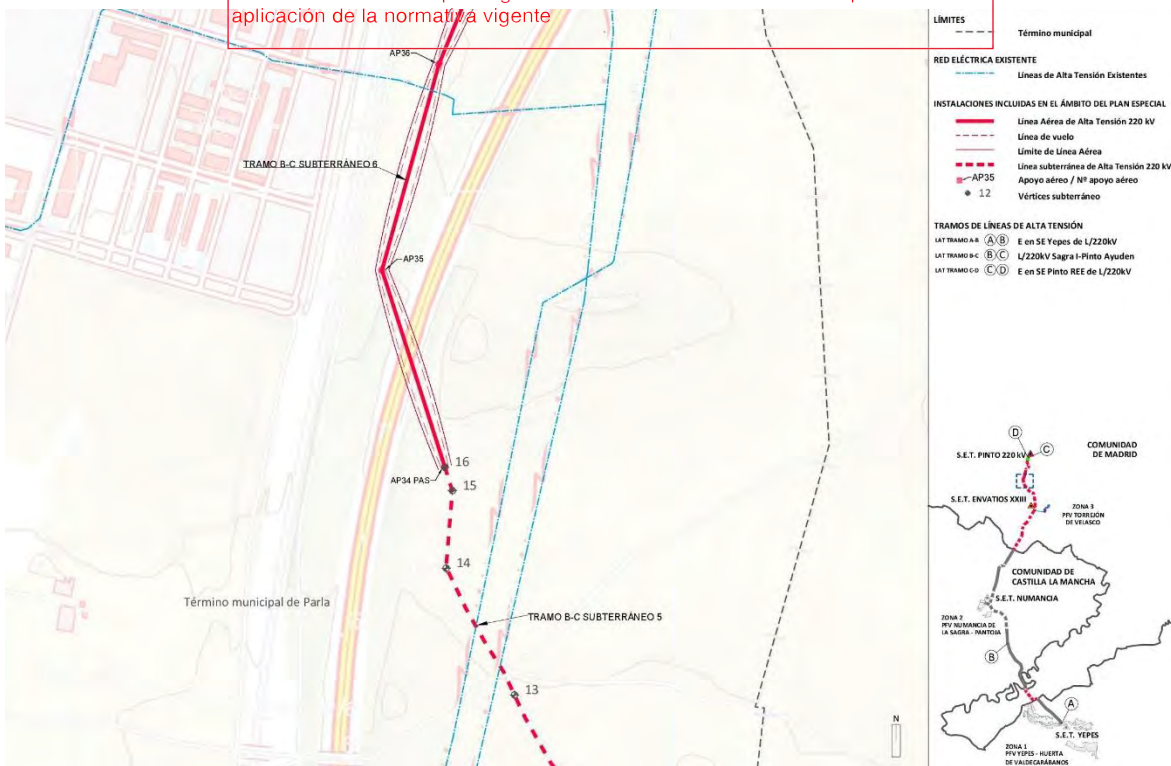 aplicación de la normativa vigente
AP36
TRAMO B-C SUBTERRÁNEO 6
AP35
16
AP34 PAS
15
14
Término municipal de Parla
TRAMO B-C SUBTERRÁNEO 5
13
N
LÍMITES
Término municipal
RED ELÉCTRICA EXISTENTE
Líneas de Alta Tensión Existentes
INSTALACIONES INCLUIDAS EN EL ÁMBITO DEL PLAN ESPECIAL
Línea Aérea de Alta Tensión 220 kV
Línea de vuelo
Límite de Línea Aérea
Línea subterránea de Alta Tensión 220 kV
AP35 Apoyo aéreo / Nº apoyo aéreo
12 Vértices subterráneo
TRAMOS DE LÍNEAS DE ALTA TENSIÓN
LAT TRAMO A-B A B E en SE Yepes de L/220kV
LAT TRAMO B-C B C L/220kV Sagra I-Pinto Ayuden
LAT TRAMO C-D C D E en SE Pinto REE de L/220kV
D
C
COMUNIDAD
DE MADRID
S.E.T. PINTO 220 kV
S.E.T. ENVATIOS XXIII
ZONA 3
PFV TORREJÓN
DE VELASCO
COMUNIDAD DE
CASTILLA LA MANCHA
S.E.T. NUMANCIA
ZONA 2
PFV NUMANCIA DE
LA SAGRA - PANTOJA
B
A
S.E.T. YEPES
ZONA 1
PFV YEPES - HUERTA
DE VALDECARÁBANOS